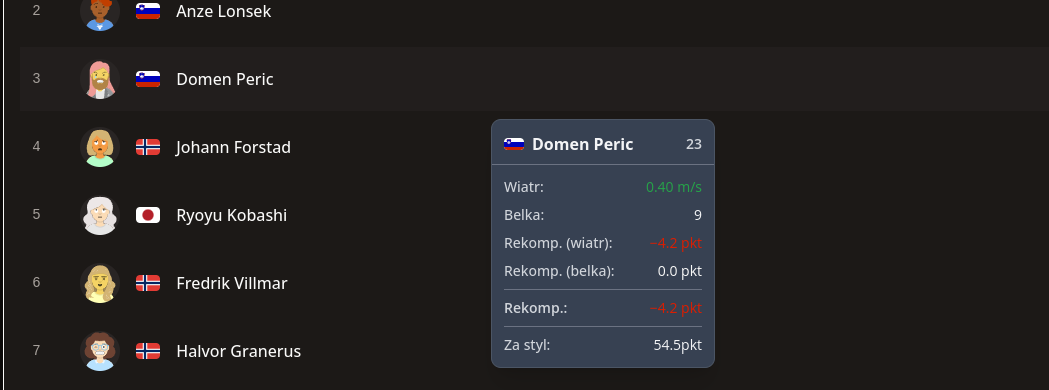 2 Anze Lonsek
3 Domen Peric
4 Johann Forstad
5 Ryoyu Kobashi
6 Fredrik Villmar
7 Halvor Granerus
Domen Peric 23
Wiatr: 0.40 m/s
Belka: 9
Rekomp. (wiatr): −4.2 pkt
Rekomp. (belka): 0.0 pkt
Rekomp.: −4.2 pkt
Za styl: 54.5pkt